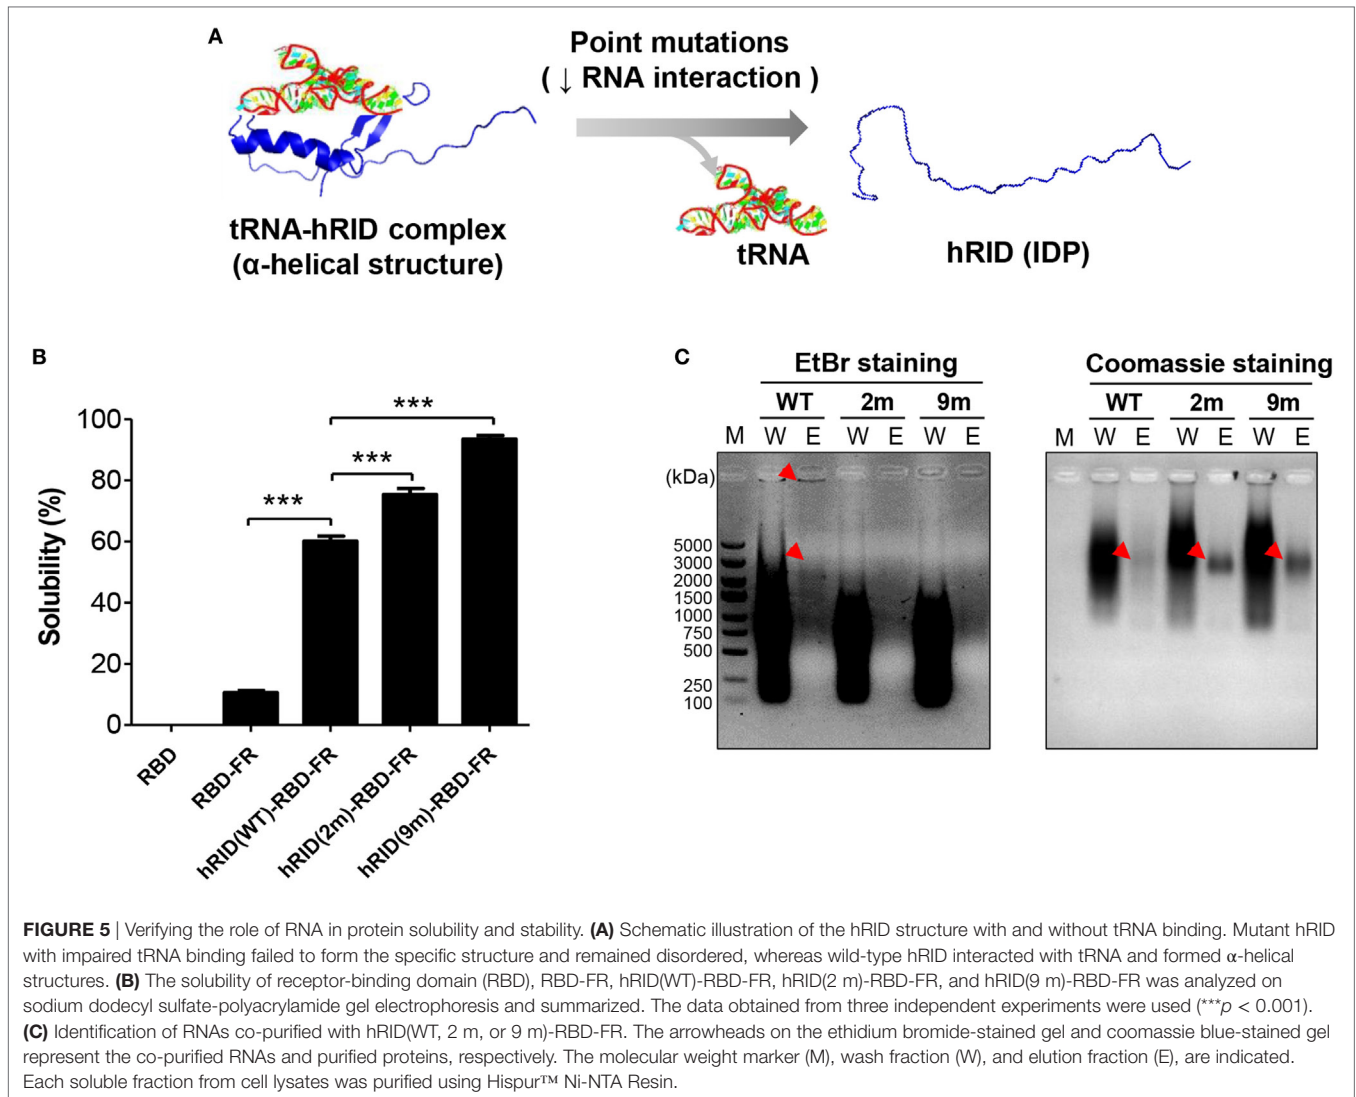 A
Point mutations
( ↓ RNA interaction )
tRNA-hRID complex
(α-helical structure)
tRNA
hRID (IDP)
B
Solubility (%)
100
80
60
40
20
0
***
***
***
RBD
RBD-FR
hRID(WT)-RBD-FR
hRID(2m)-RBD-FR
hRID(9m)-RBD-FR
C
EtBr staining
WT 2m 9m
M W E W E W E
(kDa)
5000
3000
2000
1500
1000
750
500
250
100
Coomassie staining
WT 2m 9m
M W E W E W E
FIGURE 5 | Verifying the role of RNA in protein solubility and stability. (A) Schematic illustration of the hRID structure with and without tRNA binding. Mutant hRID
with impaired tRNA binding failed to form the specific structure and remained disordered, whereas wild-type hRID interacted with tRNA and formed α-helical
structures. (B) The solubility of receptor-binding domain (RBD), RBD-FR, hRID(WT)-RBD-FR, hRID(2 m)-RBD-FR, and hRID(9 m)-RBD-FR was analyzed on
sodium dodecyl sulfate-polyacrylamide gel electrophoresis and summarized. The data obtained from three independent experiments were used (***p < 0.001).
(C) Identification of RNAs co-purified with hRID(WT, 2 m, or 9 m)-RBD-FR. The arrowheads on the ethidium bromide-stained gel and coomassie blue-stained gel
represent the co-purified RNAs and purified proteins, respectively. The molecular weight marker (M), wash fraction (W), and elution fraction (E), are indicated.
Each soluble fraction from cell lysates was purified using Hispur™ Ni-NTA Resin.